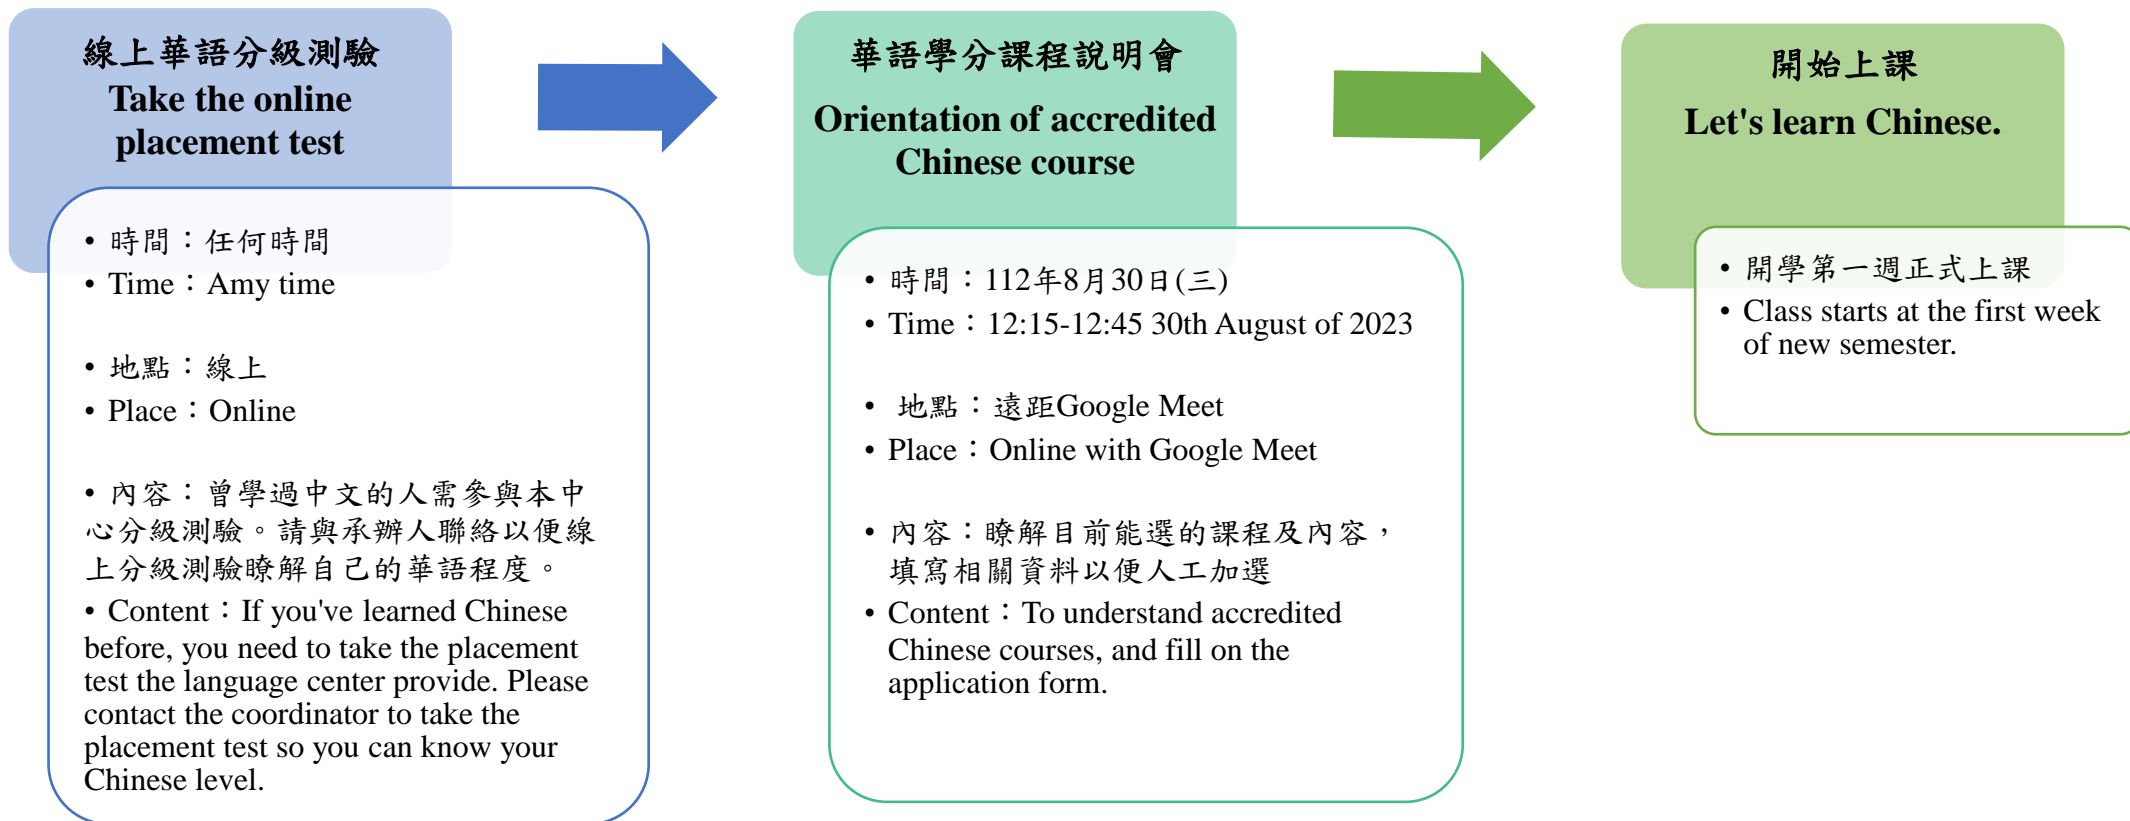 線上華語分級測驗
Take the online
placement test
• 時間：任何時間
• Time：Amy time
• 地點：線上
• Place：Online
• 內容：曾學過中文的人需參與本中
心分級測驗。請與承辦人聯絡以便線
上分級測驗瞭解自己的華語程度。
• Content：If you've learned Chinese
before, you need to take the placement
test the language center provide. Please
contact the coordinator to take the
placement test so you can know your
Chinese level.
華語學分課程說明會
Orientation of accredited
Chinese course
• 時間：112年8月30日(三)
• Time：12:15-12:45 30th August of 2023
• 地點：遠距Google Meet
• Place：Online with Google Meet
• 內容：瞭解目前能選的課程及內容，
填寫相關資料以便人工加選
• Content：To understand accredited
Chinese courses, and fill on the
application form.
開始上課
Let's learn Chinese.
• 開學第一週正式上課
• Class starts at the first week
of new semester.